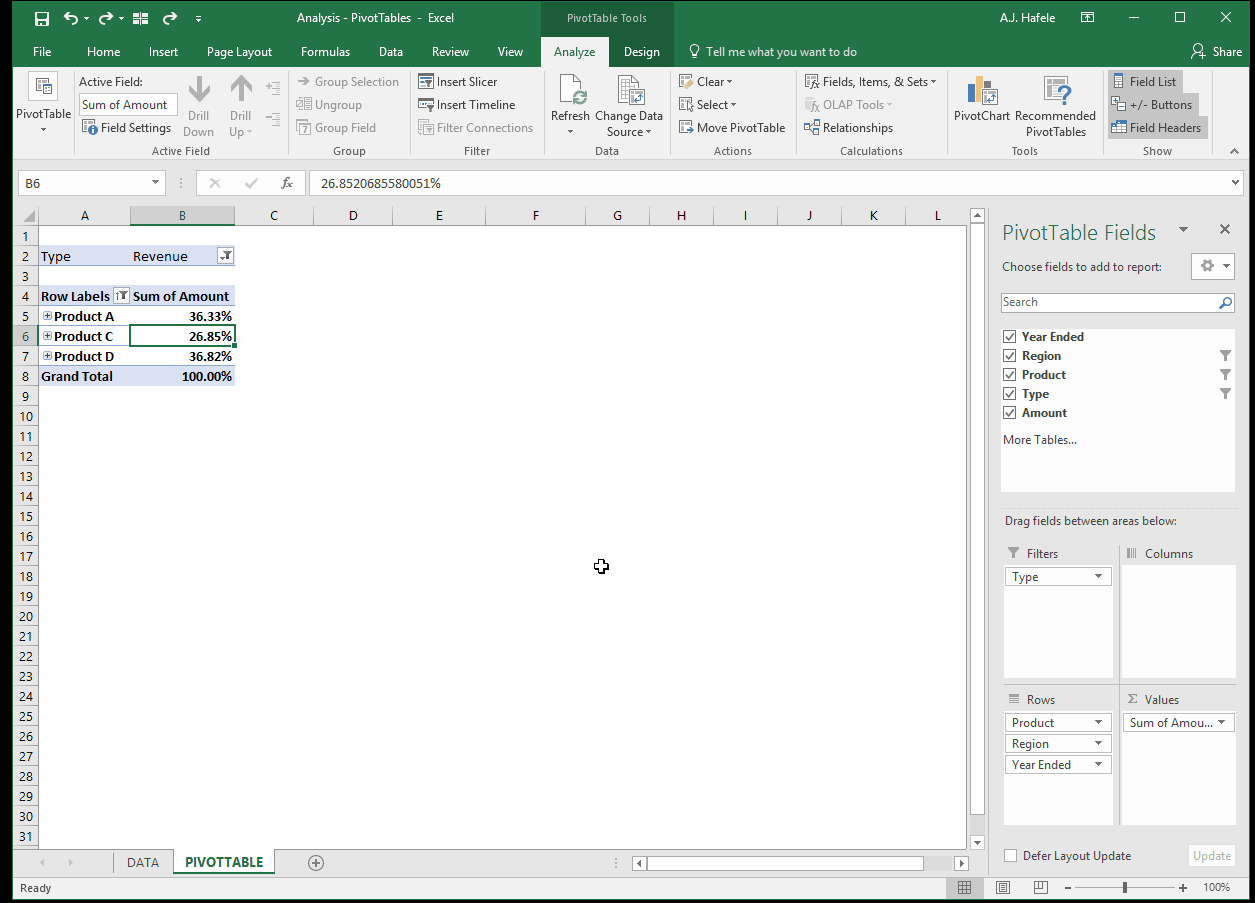 Analysis - PivotTables - Excel
PivotTable Tools
A.J. Hafele
File Home Insert Page Layout Formulas Data Review View Analyze Design Tell me what you want to do Share
PivotTable
Active Field:
Sum of Amount
Field Settings
Drill
Down
Drill
Up
Active Field
Group Selection
Ungroup
Group Field
Group
Insert Slicer
Insert Timeline
Filter Connections
Filter
Refresh
Change Data
Source
Data
Clear
Select
Move PivotTable
Actions
Fields, Items, & Sets
OLAP Tools
Relationships
Calculations
PivotChart
Recommended
PivotTables
Tools
Field List
+/- Buttons
Field Headers
Show
B6 fx 26.8520685580051%
A B C D E F G H I J K L
1
2 Type Revenue
3
4 Row Labels Sum of Amount
5 Product A 36.33%
6 Product C 26.85%
7 Product D 36.82%
8 Grand Total 100.00%
9
10
11
12
13
14
15
16
17
18
19
20
21
22
23
24
25
26
27
28
29
30
31
PivotTable Fields
Choose fields to add to report:
Search
Year Ended
Region
Product
Type
Amount
More Tables...
Drag fields between areas below:
Filters
Type
Columns
Rows
Product
Region
Year Ended
Σ Values
Sum of Amou...
Defer Layout Update Update
DATA PIVOTTABLE
Ready 100%